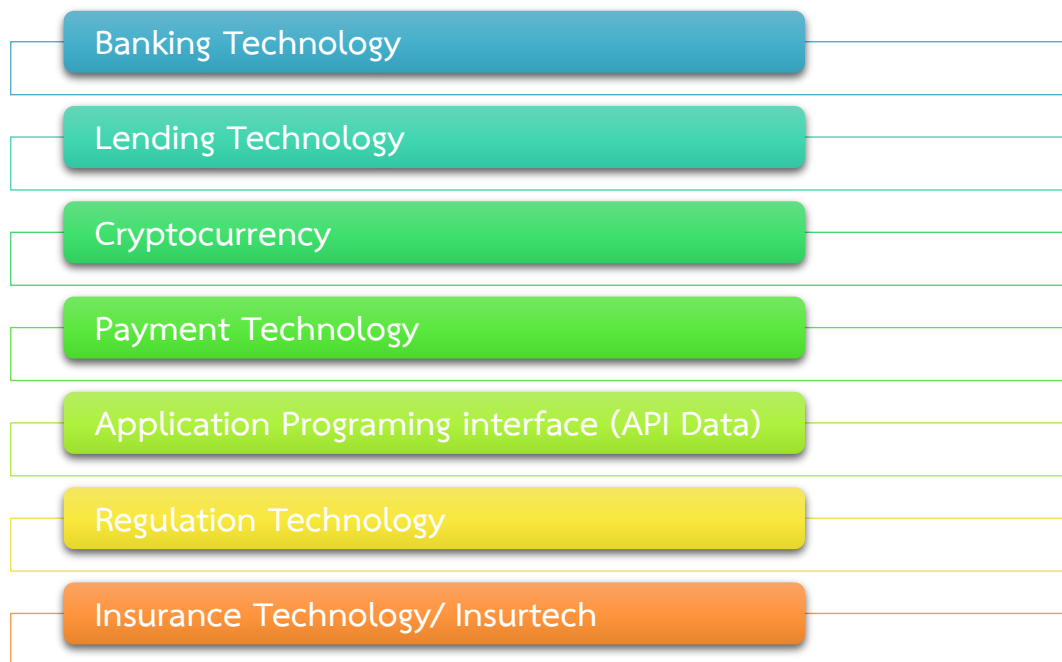 Banking Technology
Lending Technology
Cryptocurrency
Payment Technology
Application Programing interface (API Data)
Regulation Technology
Insurance Technology/ Insurtech